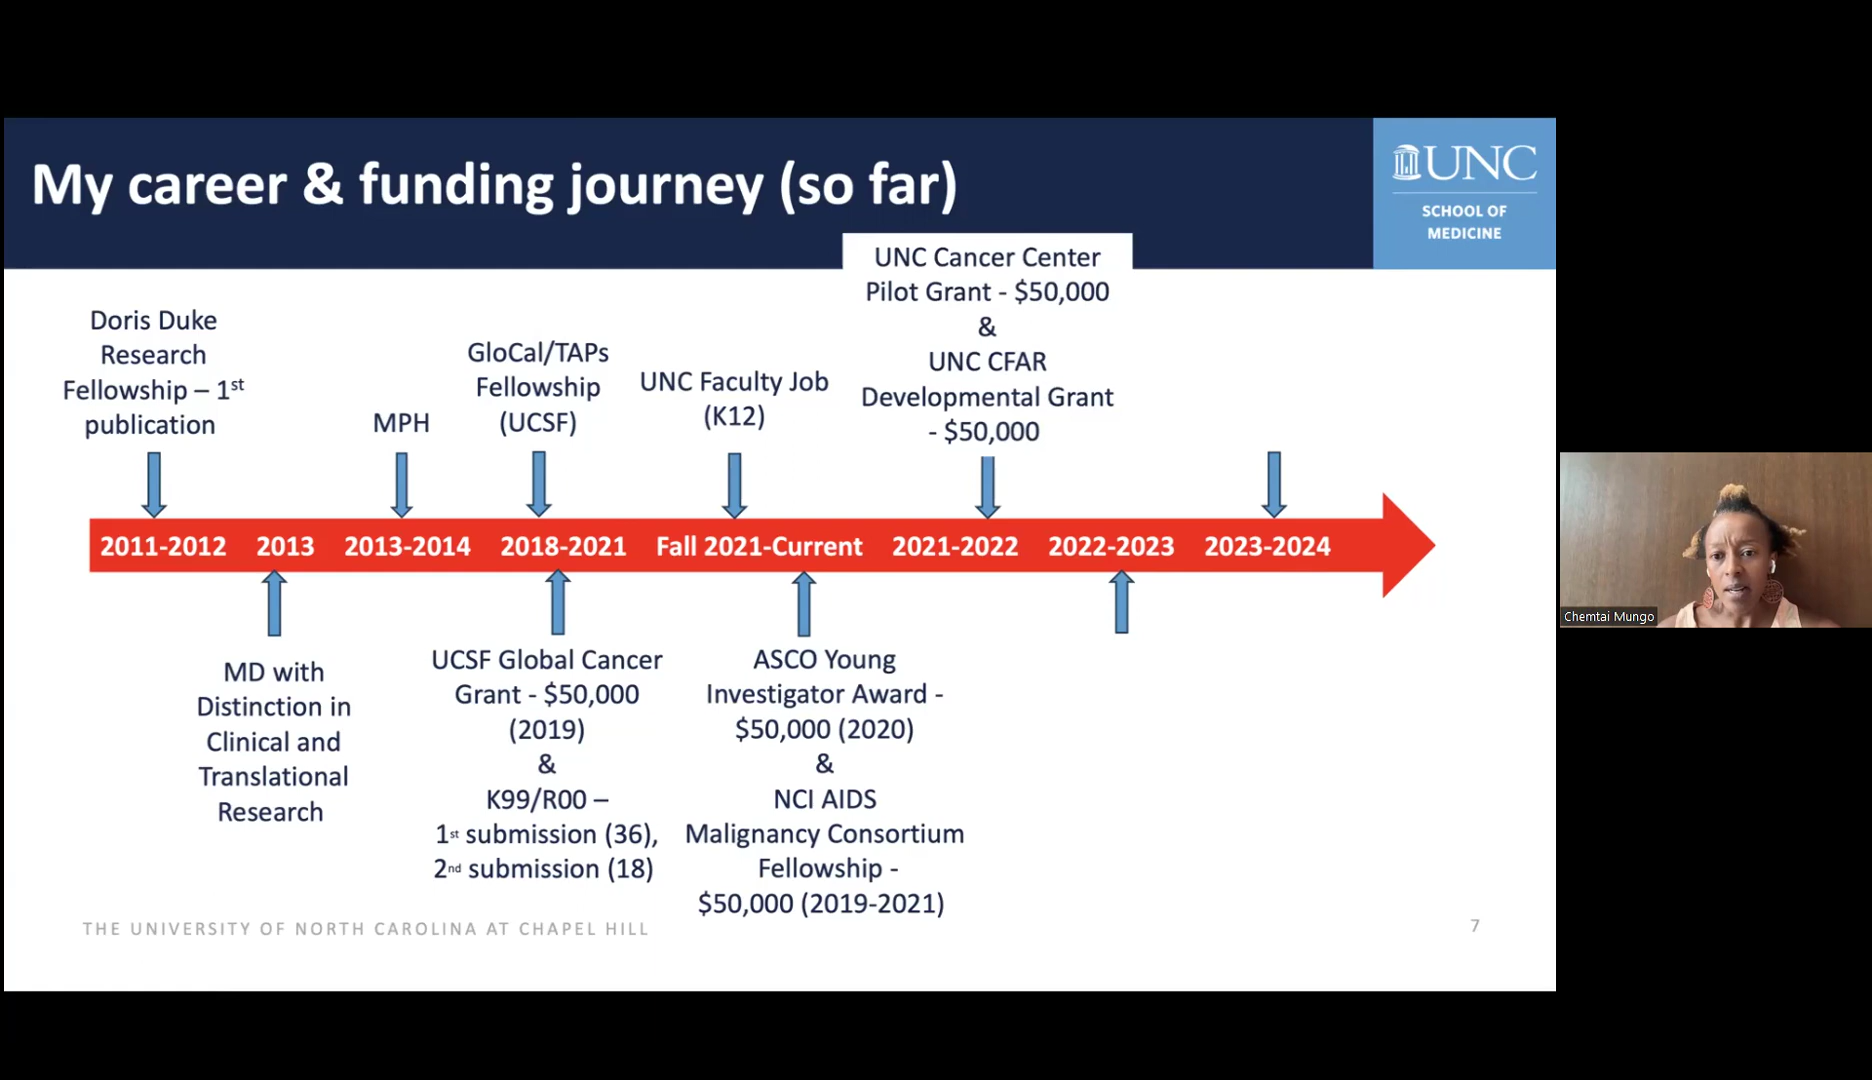 My career & funding journey (so far)
UNC
SCHOOL OF
MEDICINE
Doris Duke
Research
Fellowship – 1st
publication
MPH
GloCal/TAPs
Fellowship
(UCSF)
UNC Faculty Job
(K12)
UNC Cancer Center
Pilot Grant - $50,000
&
UNC CFAR
Developmental Grant
- $50,000
2011-2012
2013
2013-2014
2018-2021
Fall 2021-Current
2021-2022
2022-2023
2023-2024
MD with
Distinction in
Clinical and
Translational
Research
UCSF Global Cancer
Grant - $50,000
(2019)
&
K99/R00 –
1st submission (36),
2nd submission (18)
ASCO Young
Investigator Award -
$50,000 (2020)
&
NCI AIDS
Malignancy Consortium
Fellowship -
$50,000 (2019-2021)
THE UNIVERSITY OF NORTH CAROLINA AT CHAPEL HILL
7
Chemtai Mungo